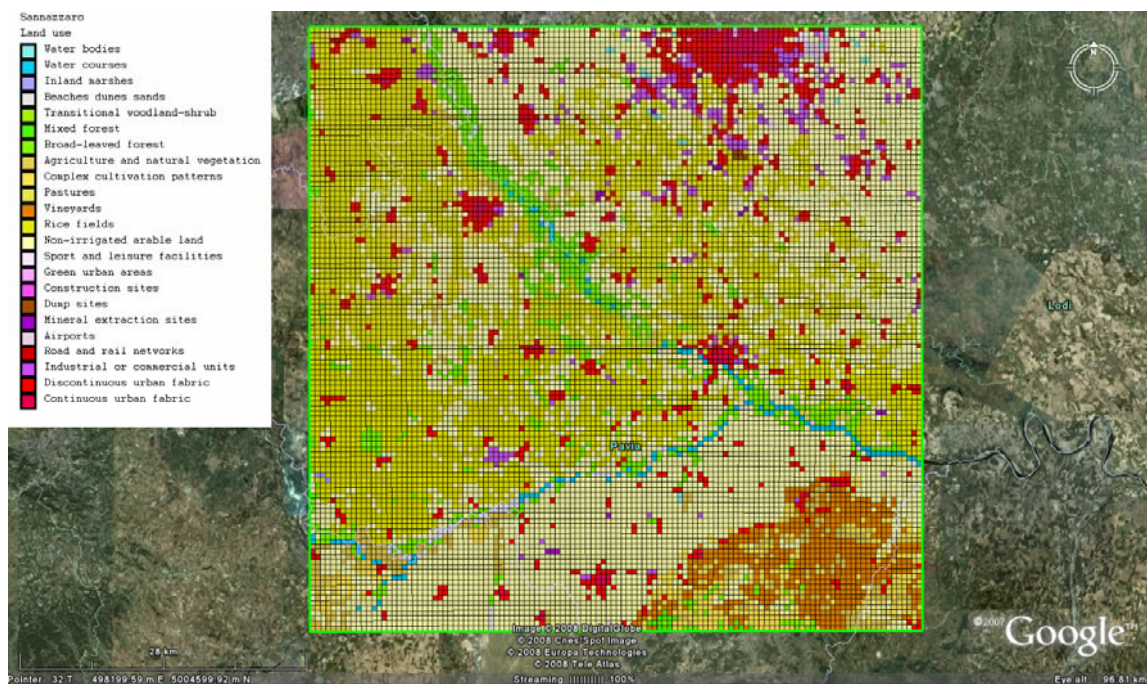 Sannazzaro
Land use
Water bodies
Water courses
Inland marshes
Beaches dunes sands
Transitional woodland-shrub
Mixed forest
Broad-leaved forest
Agriculture and natural vegetation
Complex cultivation patterns
Pastures
Vineyards
Rice fields
Non-irrigated arable land
Sport and leisure facilities
Green urban areas
Construction sites
Dump sites
Mineral extraction sites
Airports
Road and rail networks
Industrial or commercial units
Discontinuous urban fabric
Continuous urban fabric
N
Lodi
Pavia
Image © 2008 DigitalGlobe
© 2008 Cnes/Spot Image
© 2008 Europa Technologies
© 2008 Tele Atlas
©2007 Google™
28 km
Pointer 32 T 498199.59 m E 5004599.92 m N
Streaming ||||||||| 100%
Eye alt 96.81 km